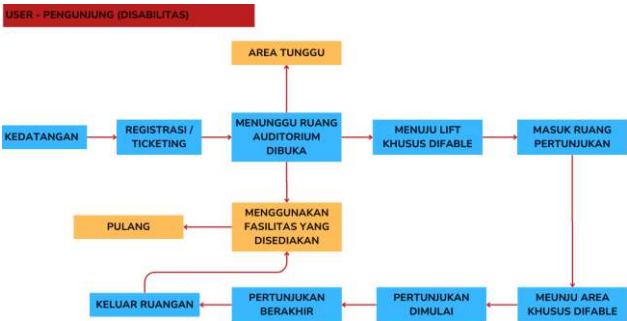 USER - PENGUNJUNG (DISABILITAS)
AREA TUNGGU
KEDATANGAN
REGISTRASI /
TICKETING
MENUNGGU RUANG
AUDITORIUM
DIBUKA
MENUJU LIFT
KHUSUS DIFABLE
MASUK RUANG
PERTUNJUKAN
PULANG
MENGGUNAKAN
FASILITAS YANG
DISEDIAKAN
KELUAR RUANGAN
PERTUNJUKAN
BERAKHIR
PERTUNJUKAN
DIMULAI
MEUNJU AREA
KHUSUS DIFABLE